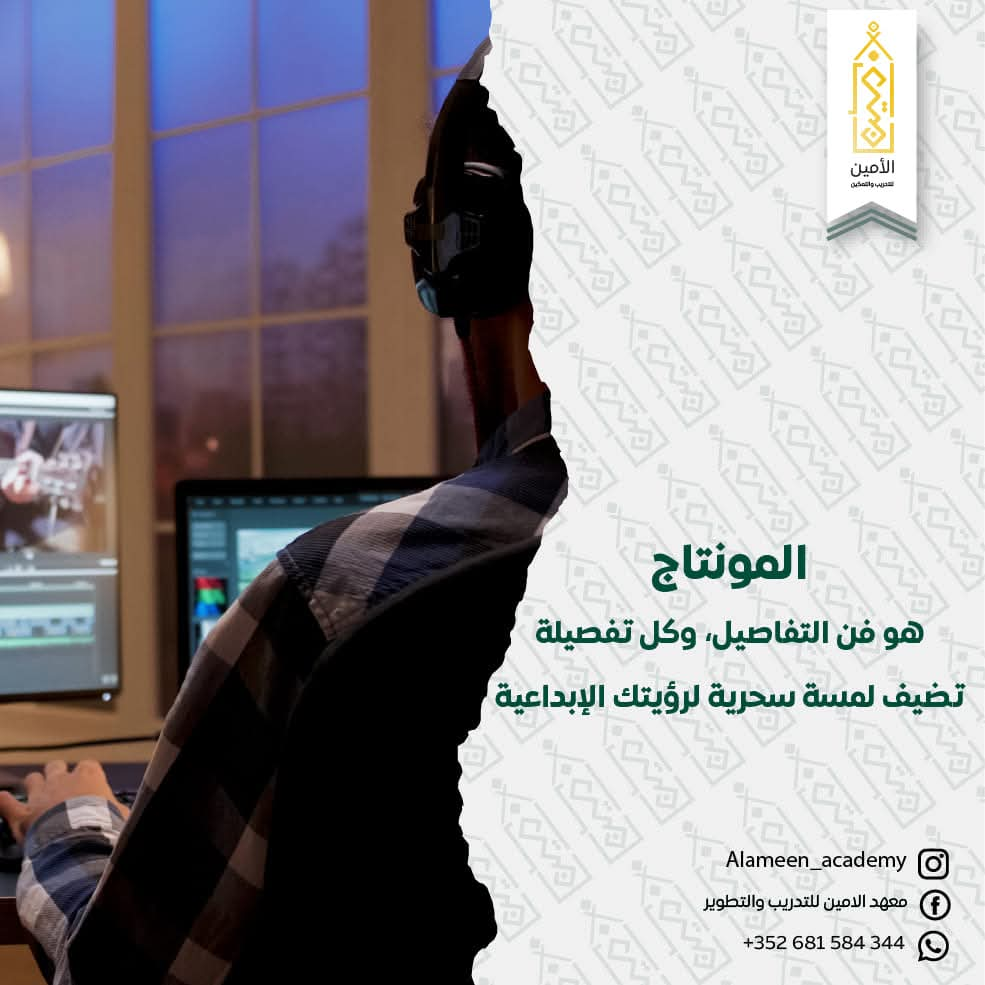 الأمين
للتدريب والتمكين
المونتاج
هو فن التفاصيل، وكل تفصيلة
تضيف لمسة سحرية لرؤيتك الإبداعية
Alameen_academy
معهد الامين للتدريب والتطوير
+352 681 584 344